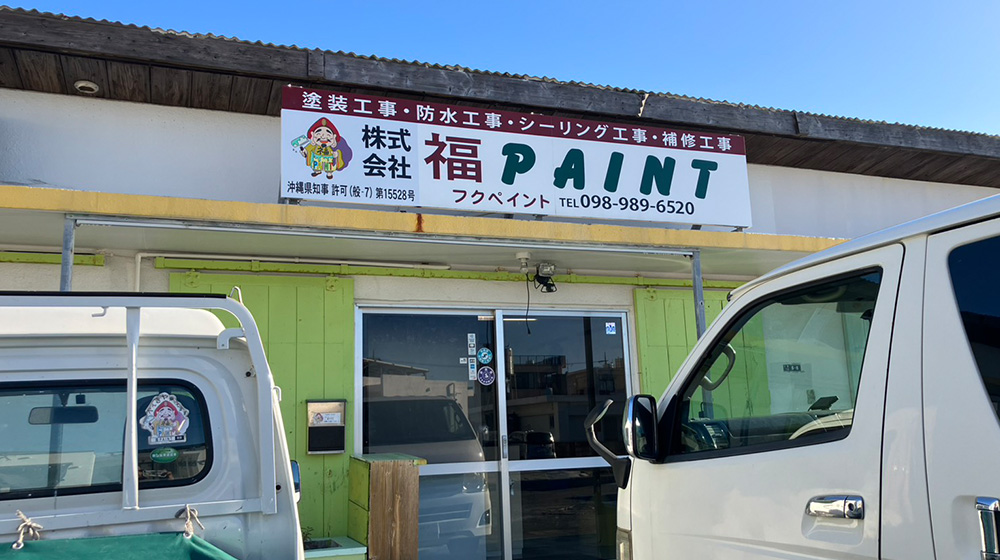 塗装工事・防水工事・シーリング工事・補修工事
株式会社 福 PAINT
沖縄県知事 許可(般-7) 第15528号
フクペイント TEL098-989-6520